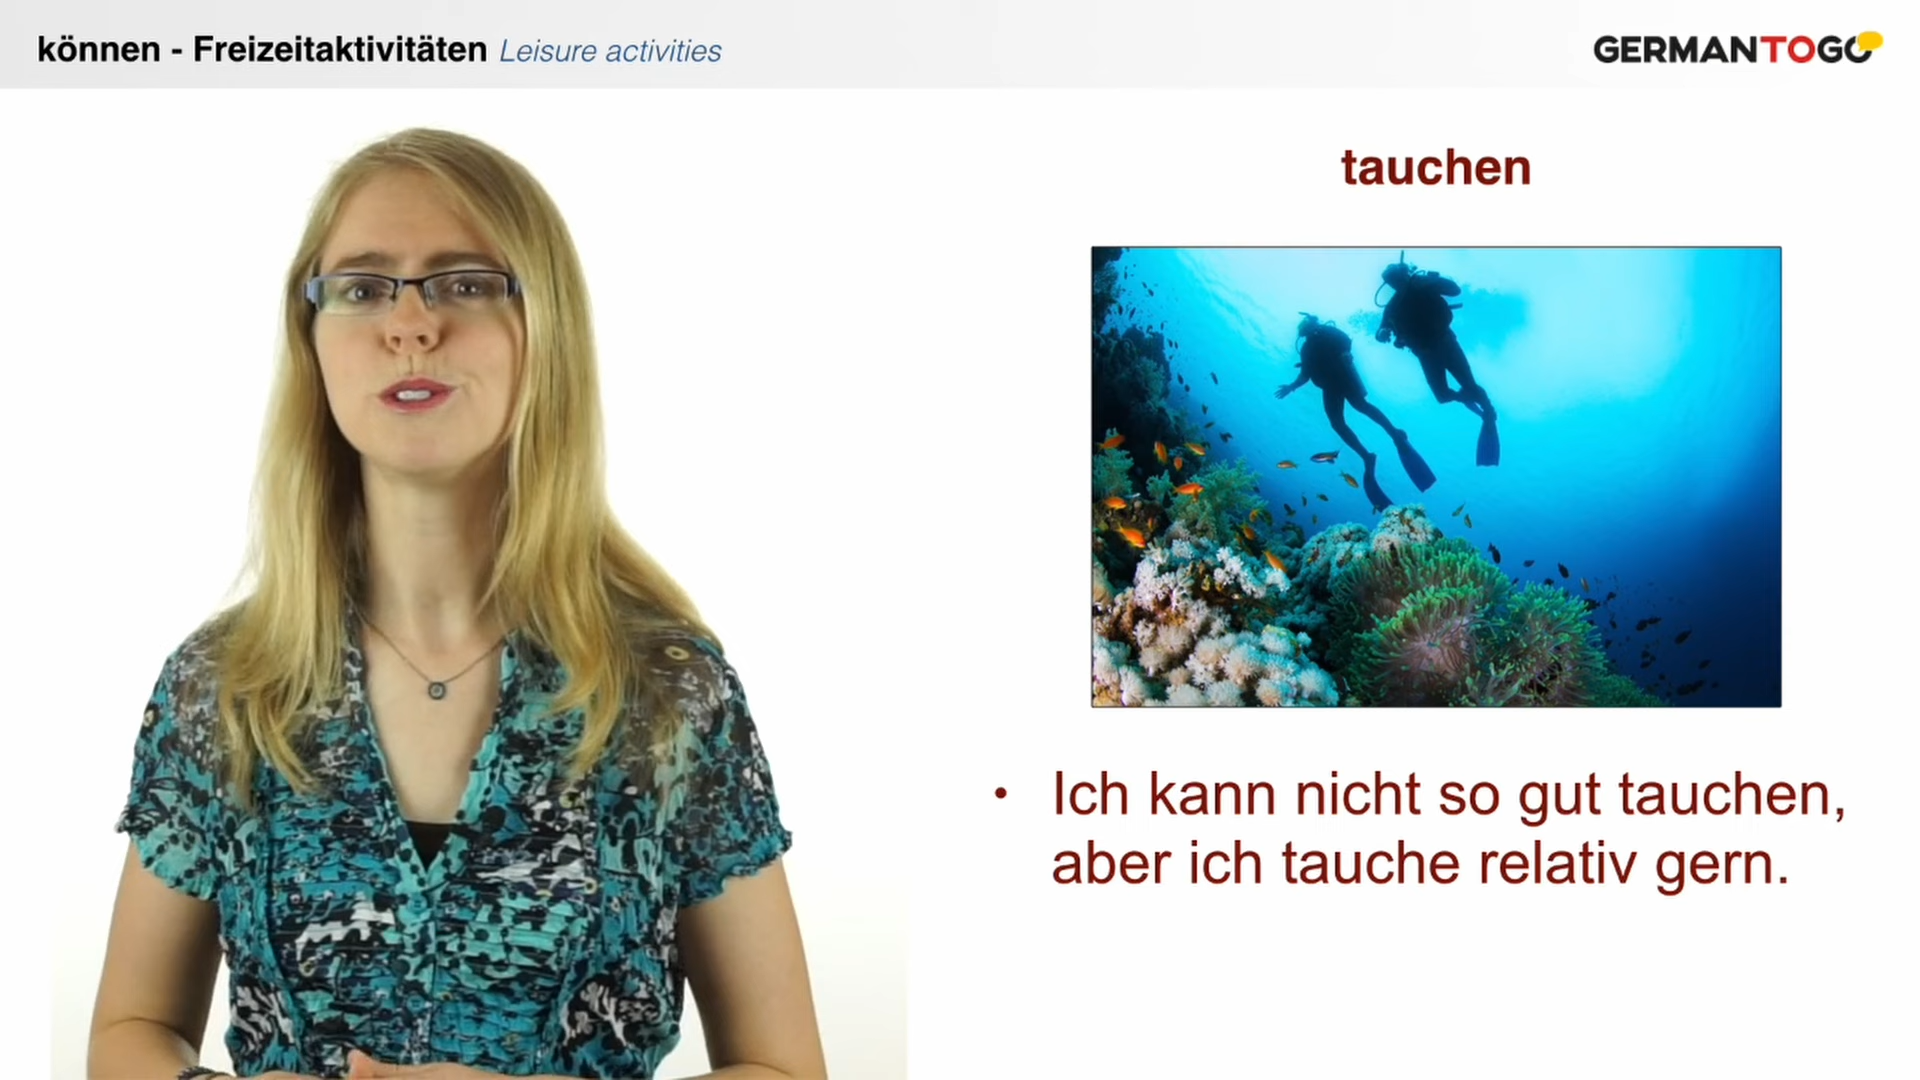 können - Freizeitaktivitäten Leisure activities
GERMANTOGO
tauchen
• Ich kann nicht so gut tauchen,
aber ich tauche relativ gern.